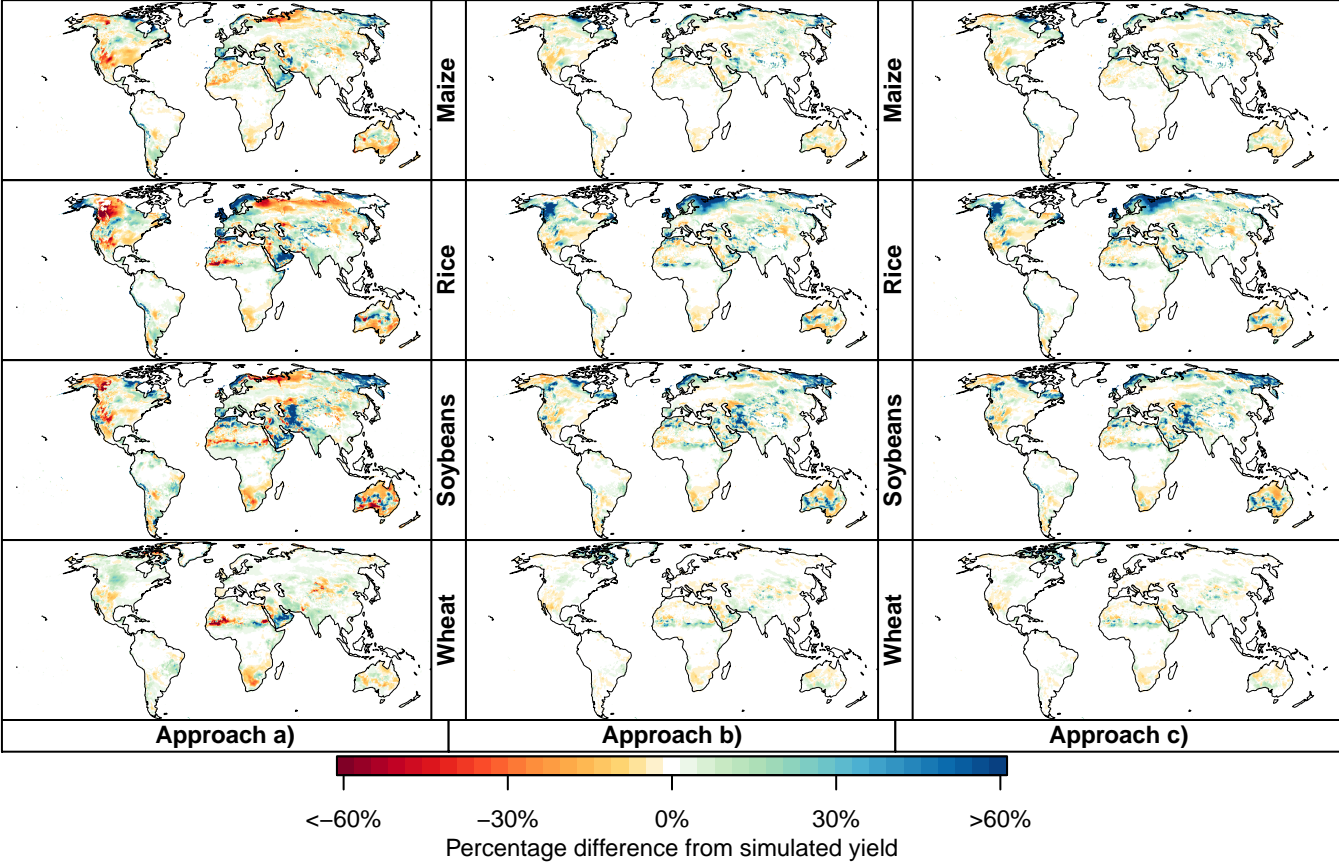 Maize
Maize
Rice
Rice
Soybeans
Soybeans
Wheat
Wheat
Approach a)
Approach b)
Approach c)
<−60%
−30%
0%
30%
>60%
Percentage difference from simulated yield